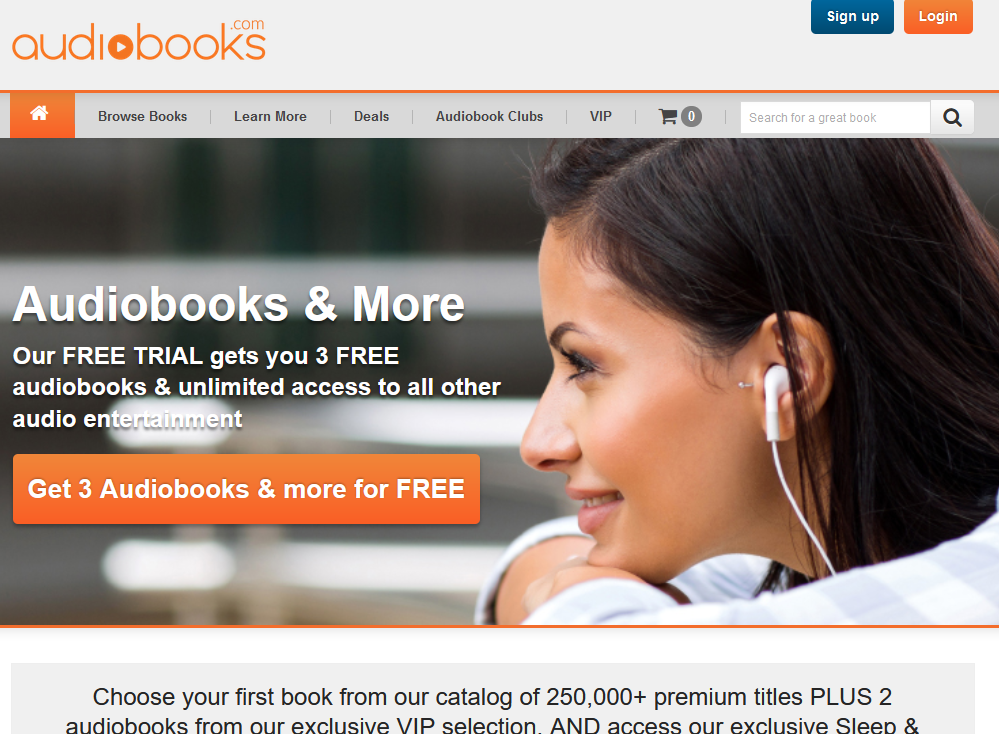 audiobooks
.com
Sign up
Login
Browse Books
Learn More
Deals
Audiobook Clubs
VIP
0
Search for a great book
Audiobooks & More
Our FREE TRIAL gets you 3 FREE
audiobooks & unlimited access to all other
audio entertainment
Get 3 Audiobooks & more for FREE
Choose your first book from our catalog of 250,000+ premium titles PLUS 2
audiobooks from our exclusive VIP selection. AND access our exclusive Sleep &